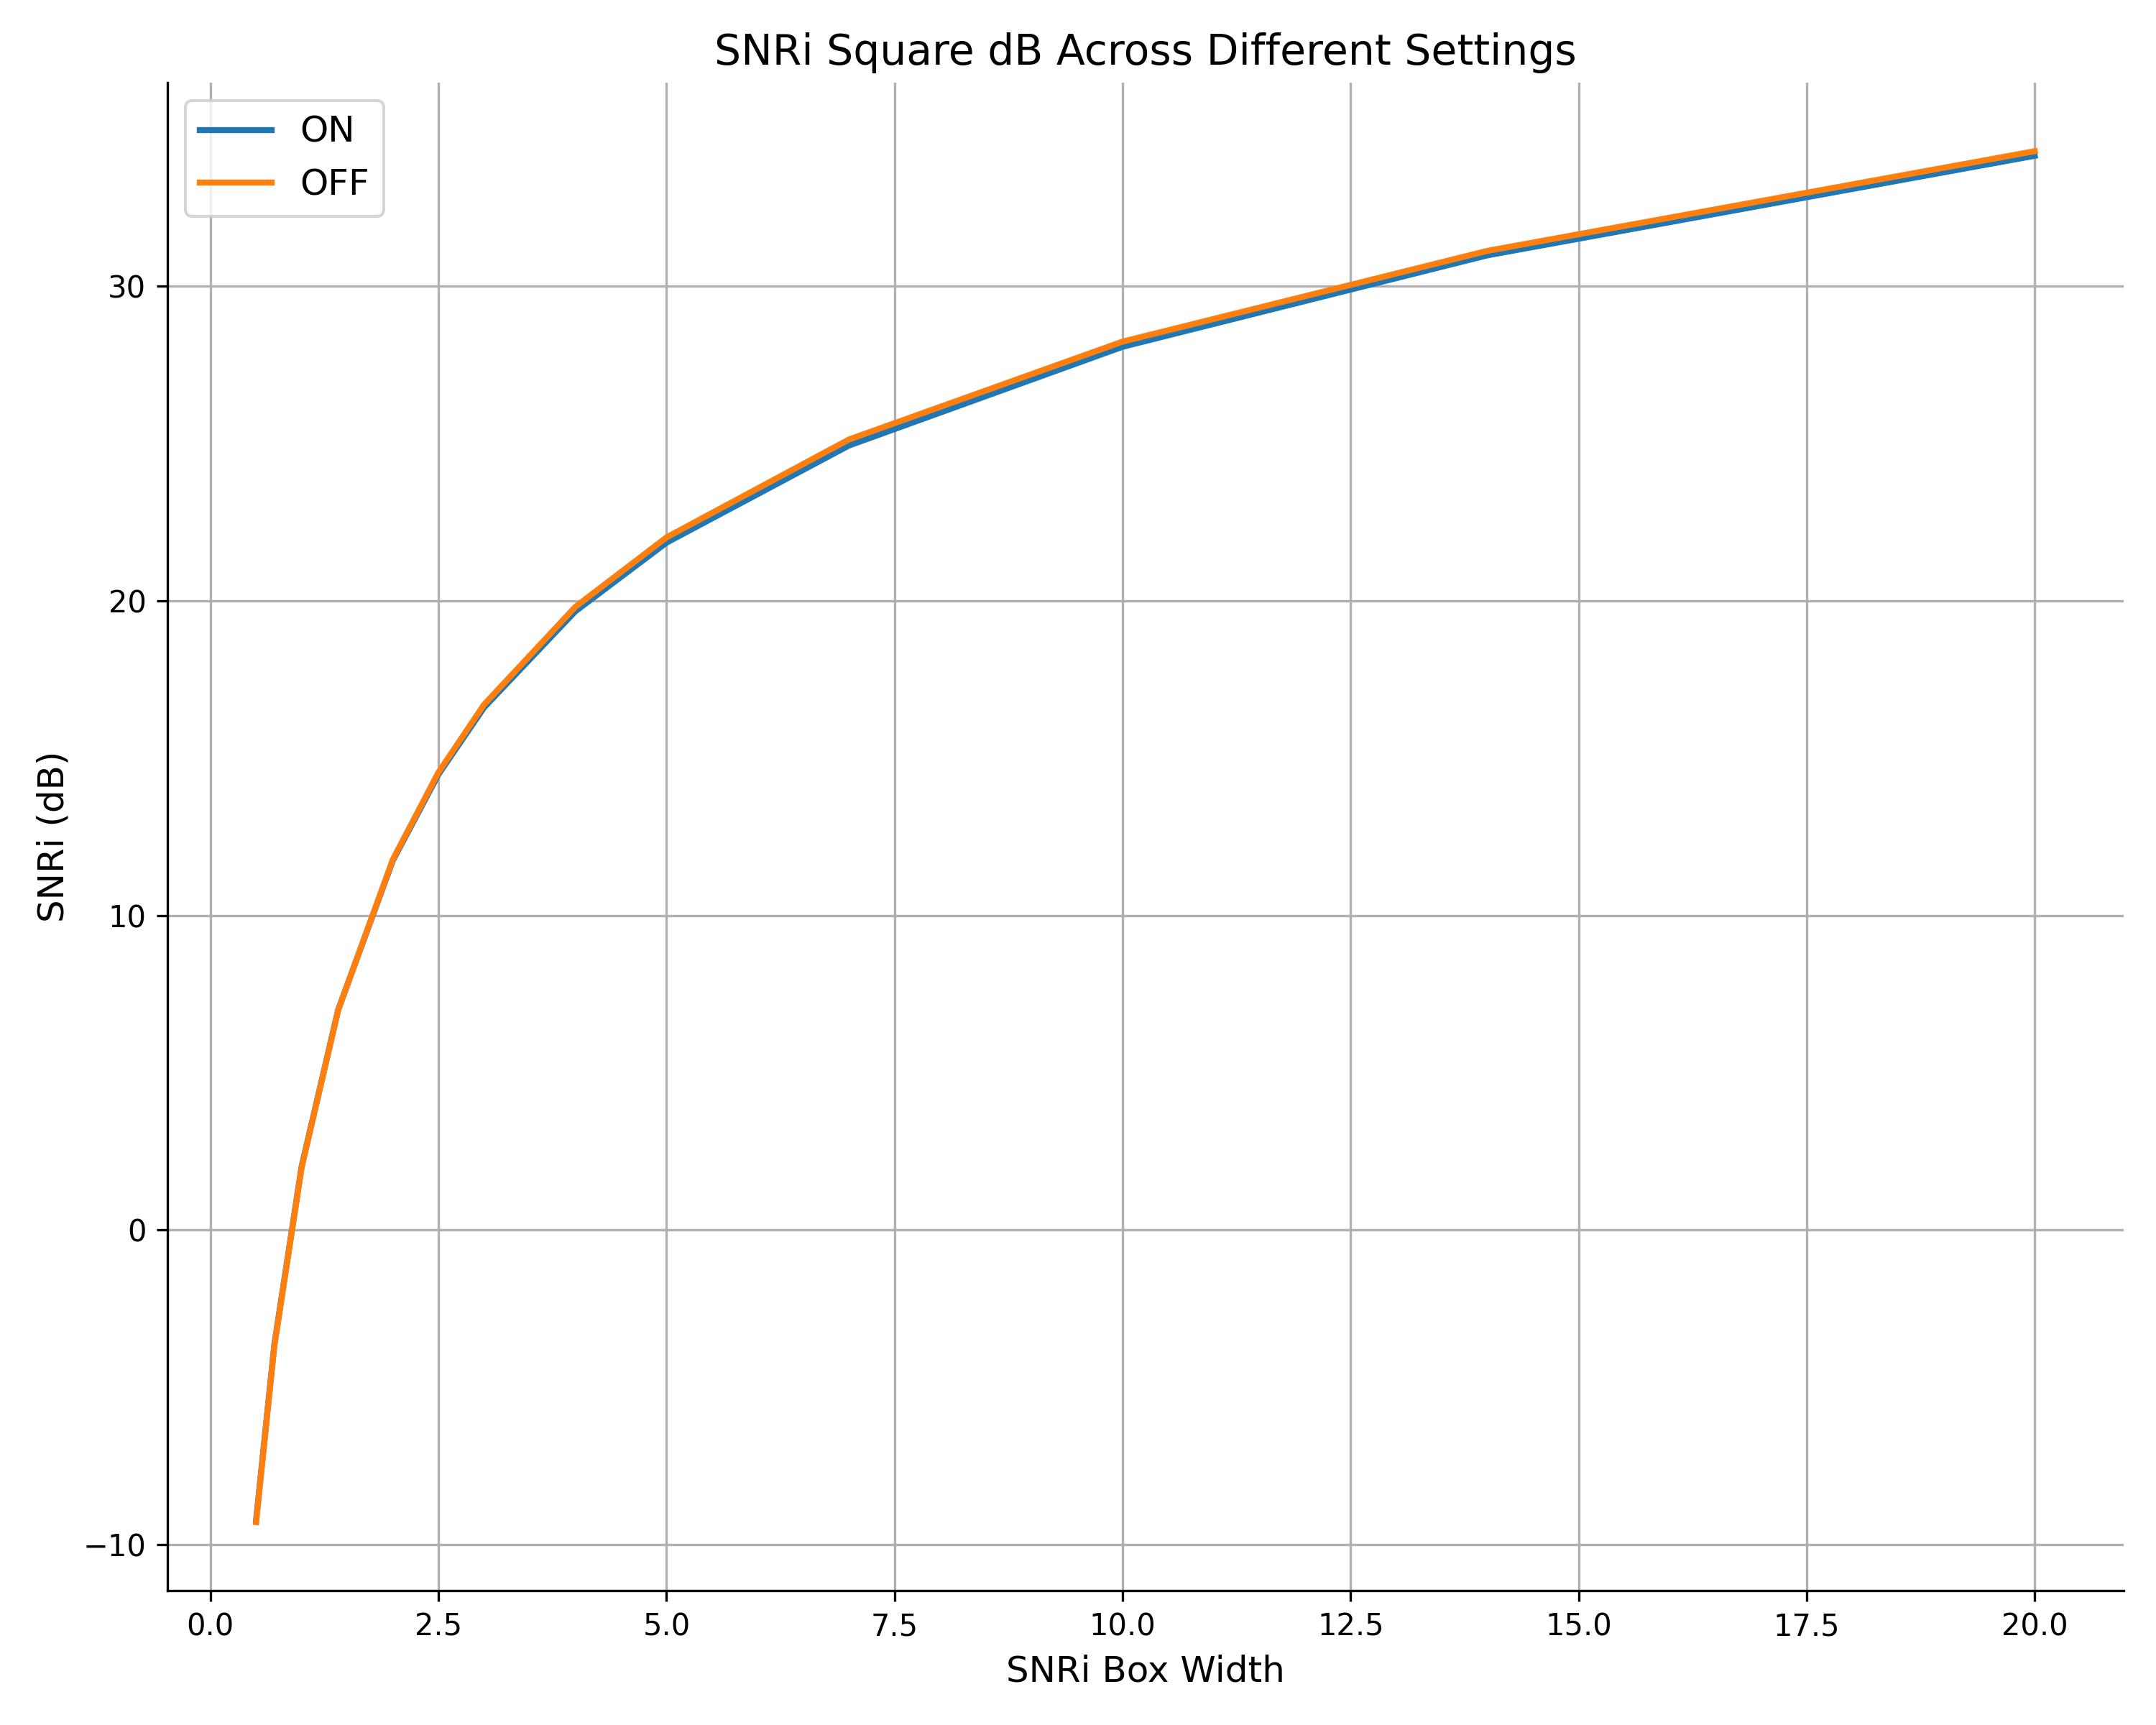 SNRi Square dB Across Different Settings
ON
OFF
30
20
10
0
−10
SNRi (dB)
0.0 2.5 5.0 7.5 10.0 12.5 15.0 17.5 20.0
SNRi Box Width